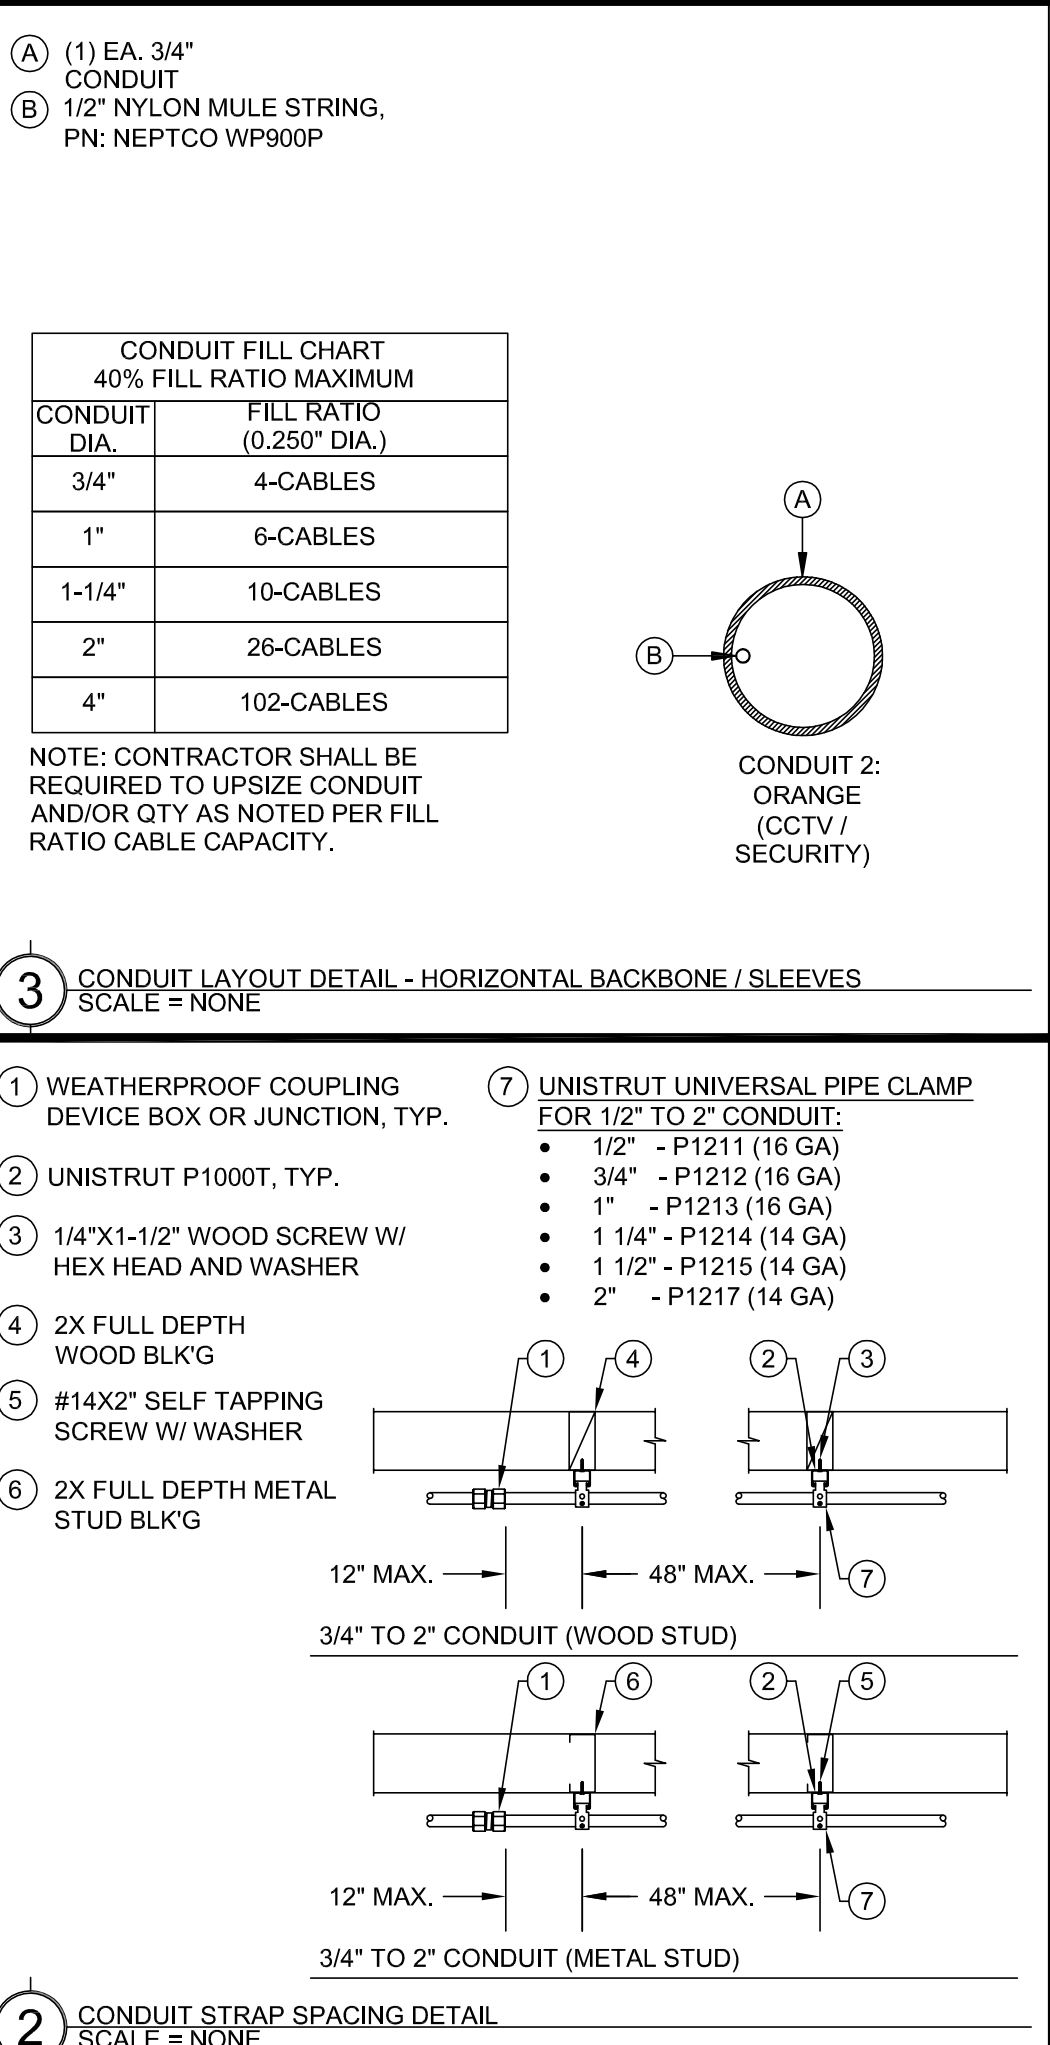 A (1) EA. 3/4"
CONDUIT
B 1/2" NYLON MULE STRING,
PN: NEPTCO WP900P
CONDUIT FILL CHART
40% FILL RATIO MAXIMUM
CONDUIT DIA. FILL RATIO (0.250" DIA.)
3/4" 4-CABLES
1" 6-CABLES
1-1/4" 10-CABLES
2" 26-CABLES
4" 102-CABLES
NOTE: CONTRACTOR SHALL BE
REQUIRED TO UPSIZE CONDUIT
AND/OR QTY AS NOTED PER FILL
RATIO CABLE CAPACITY.
A
B
CONDUIT 2:
ORANGE
(CCTV /
SECURITY)
3 CONDUIT LAYOUT DETAIL - HORIZONTAL BACKBONE / SLEEVES
SCALE = NONE
1 WEATHERPROOF COUPLING
DEVICE BOX OR JUNCTION, TYP.
2 UNISTRUT P1000T, TYP.
3 1/4"X1-1/2" WOOD SCREW W/
HEX HEAD AND WASHER
4 2X FULL DEPTH
WOOD BLK'G
5 #14X2" SELF TAPPING
SCREW W/ WASHER
6 2X FULL DEPTH METAL
STUD BLK'G
7 UNISTRUT UNIVERSAL PIPE CLAMP
FOR 1/2" TO 2" CONDUIT:
• 1/2" - P1211 (16 GA)
• 3/4" - P1212 (16 GA)
• 1" - P1213 (16 GA)
• 1 1/4" - P1214 (14 GA)
• 1 1/2" - P1215 (14 GA)
• 2" - P1217 (14 GA)
1 4 2 3
12" MAX. 48" MAX. 7
3/4" TO 2" CONDUIT (WOOD STUD)
1 6 2 5
12" MAX. 48" MAX. 7
3/4" TO 2" CONDUIT (METAL STUD)
2 CONDUIT STRAP SPACING DETAIL
SCALE = NONE